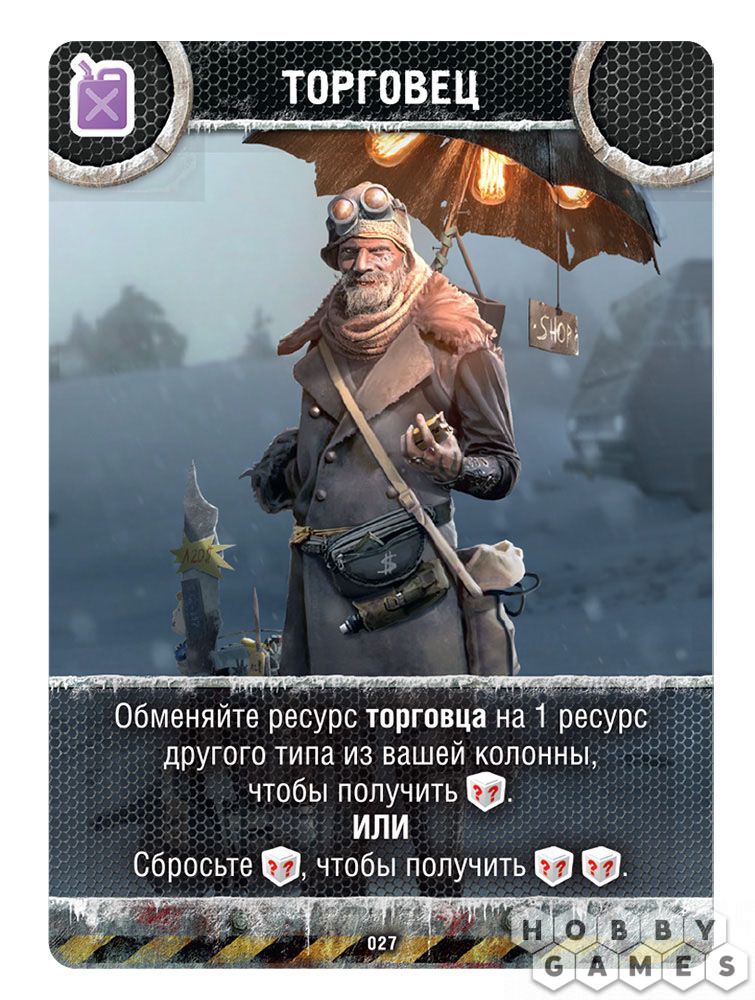 ТОРГОВЕЦ
SHOP
$
Обменяйте ресурс торговца на 1 ресурс
другого типа из вашей колонны,
чтобы получить ??.
ИЛИ
Сбросьте ??, чтобы получить ?? ??.
027
HOBBY
GAMES